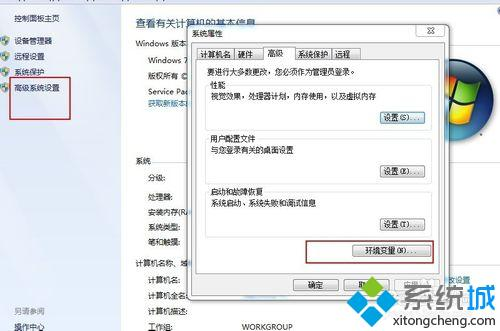 控制面板主页
设备管理器
远程设置
系统保护
高级系统设置
另请参阅
操作中心
查看有关计算机的基本信息
Windows 版本
Windows 7
版权所有 ©
Service Pac
获取新版本
系统
分级:
处理器:
安装内存(RA
系统类型:
笔和触摸:
计算机名称、域
计算机名:
计算机全名:
计算机描述:
工作组:
WORKGROUP
系统属性
计算机名
硬件
高级
系统保护
远程
要进行大多数更改，您必须作为管理员登录。
性能
视觉效果，处理器计划，内存使用，以及虚拟内存
设置(S)...
用户配置文件
与您登录有关的桌面设置
设置(E)...
启动和故障恢复
系统启动、系统失败和调试信息
设置(T)...
环境变量(N)...
确定
取消
改设置
系统城
xitongcheng.com